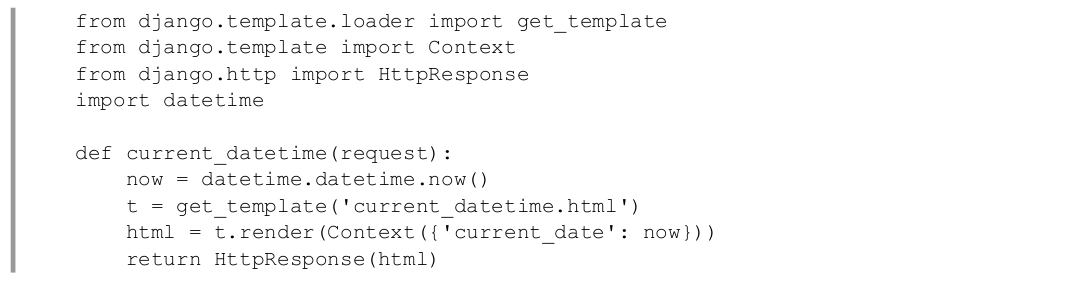 from django.template.loader import get_template
from django.template import Context
from django.http import HttpResponse
import datetime

def current_datetime(request):
    now = datetime.datetime.now()
    t = get_template('current_datetime.html')
    html = t.render(Context({'current_date': now}))
    return HttpResponse(html)